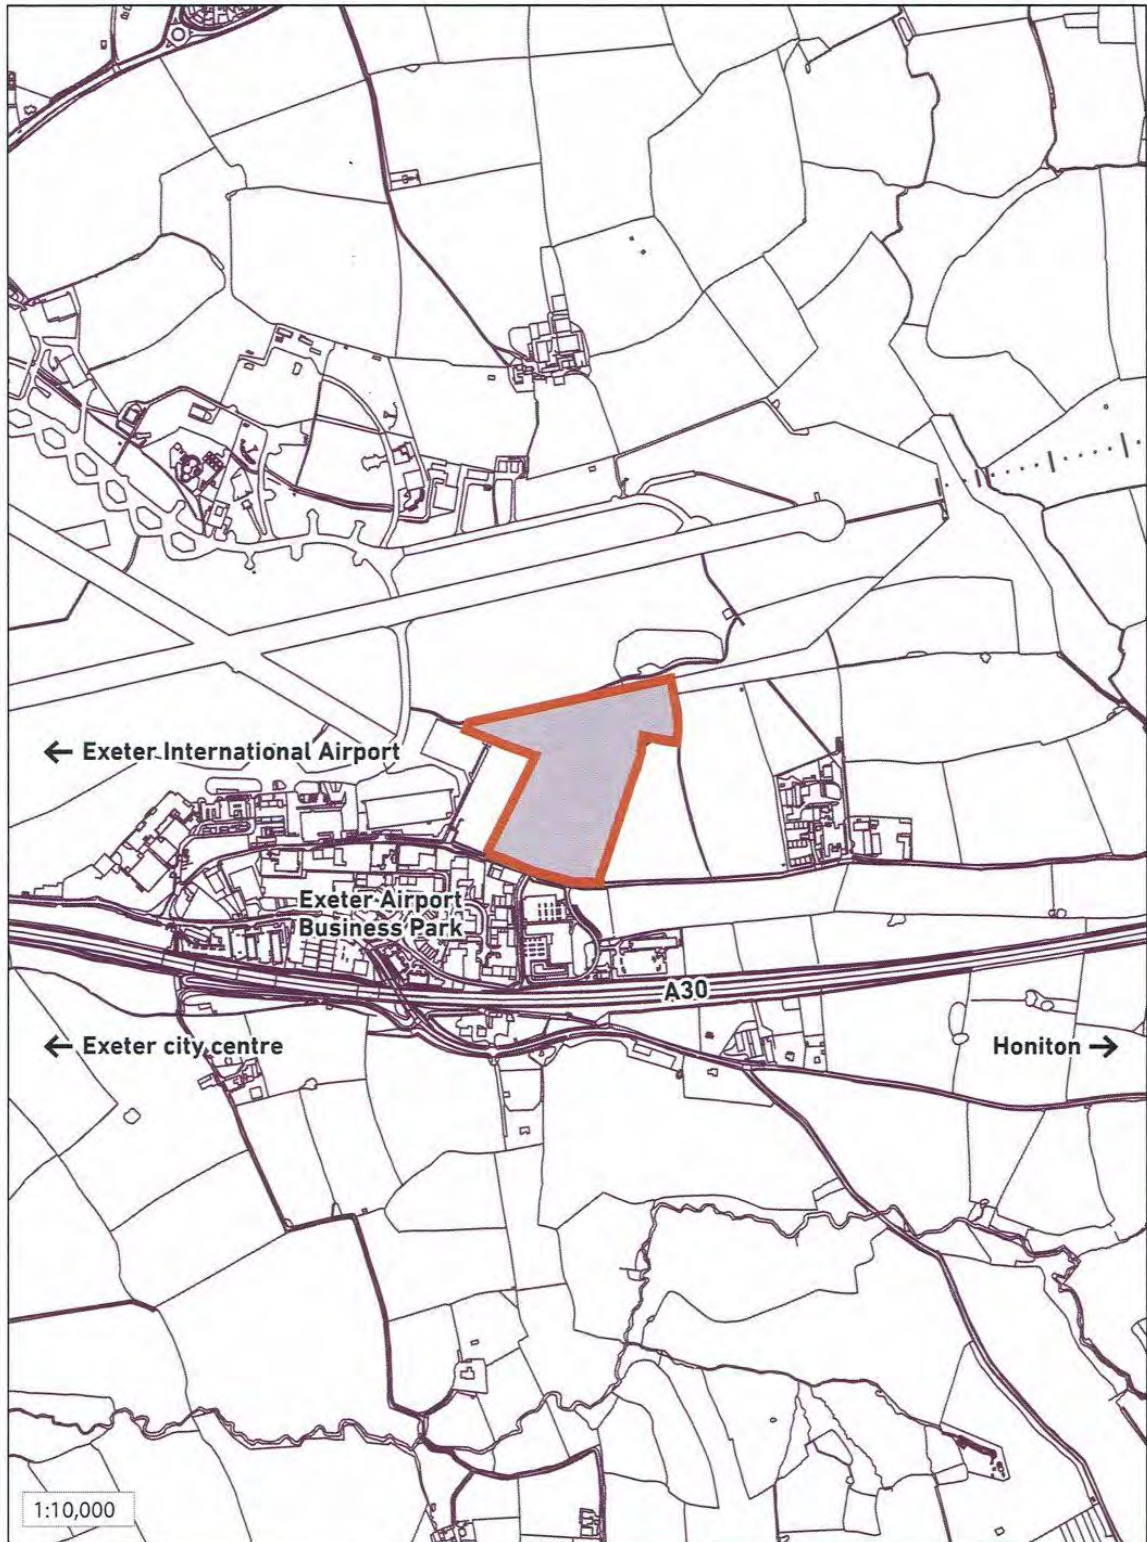 ← Exeter International Airport
Exeter Airport
Business Park
A30
← Exeter city centre
Honiton →
1:10,000